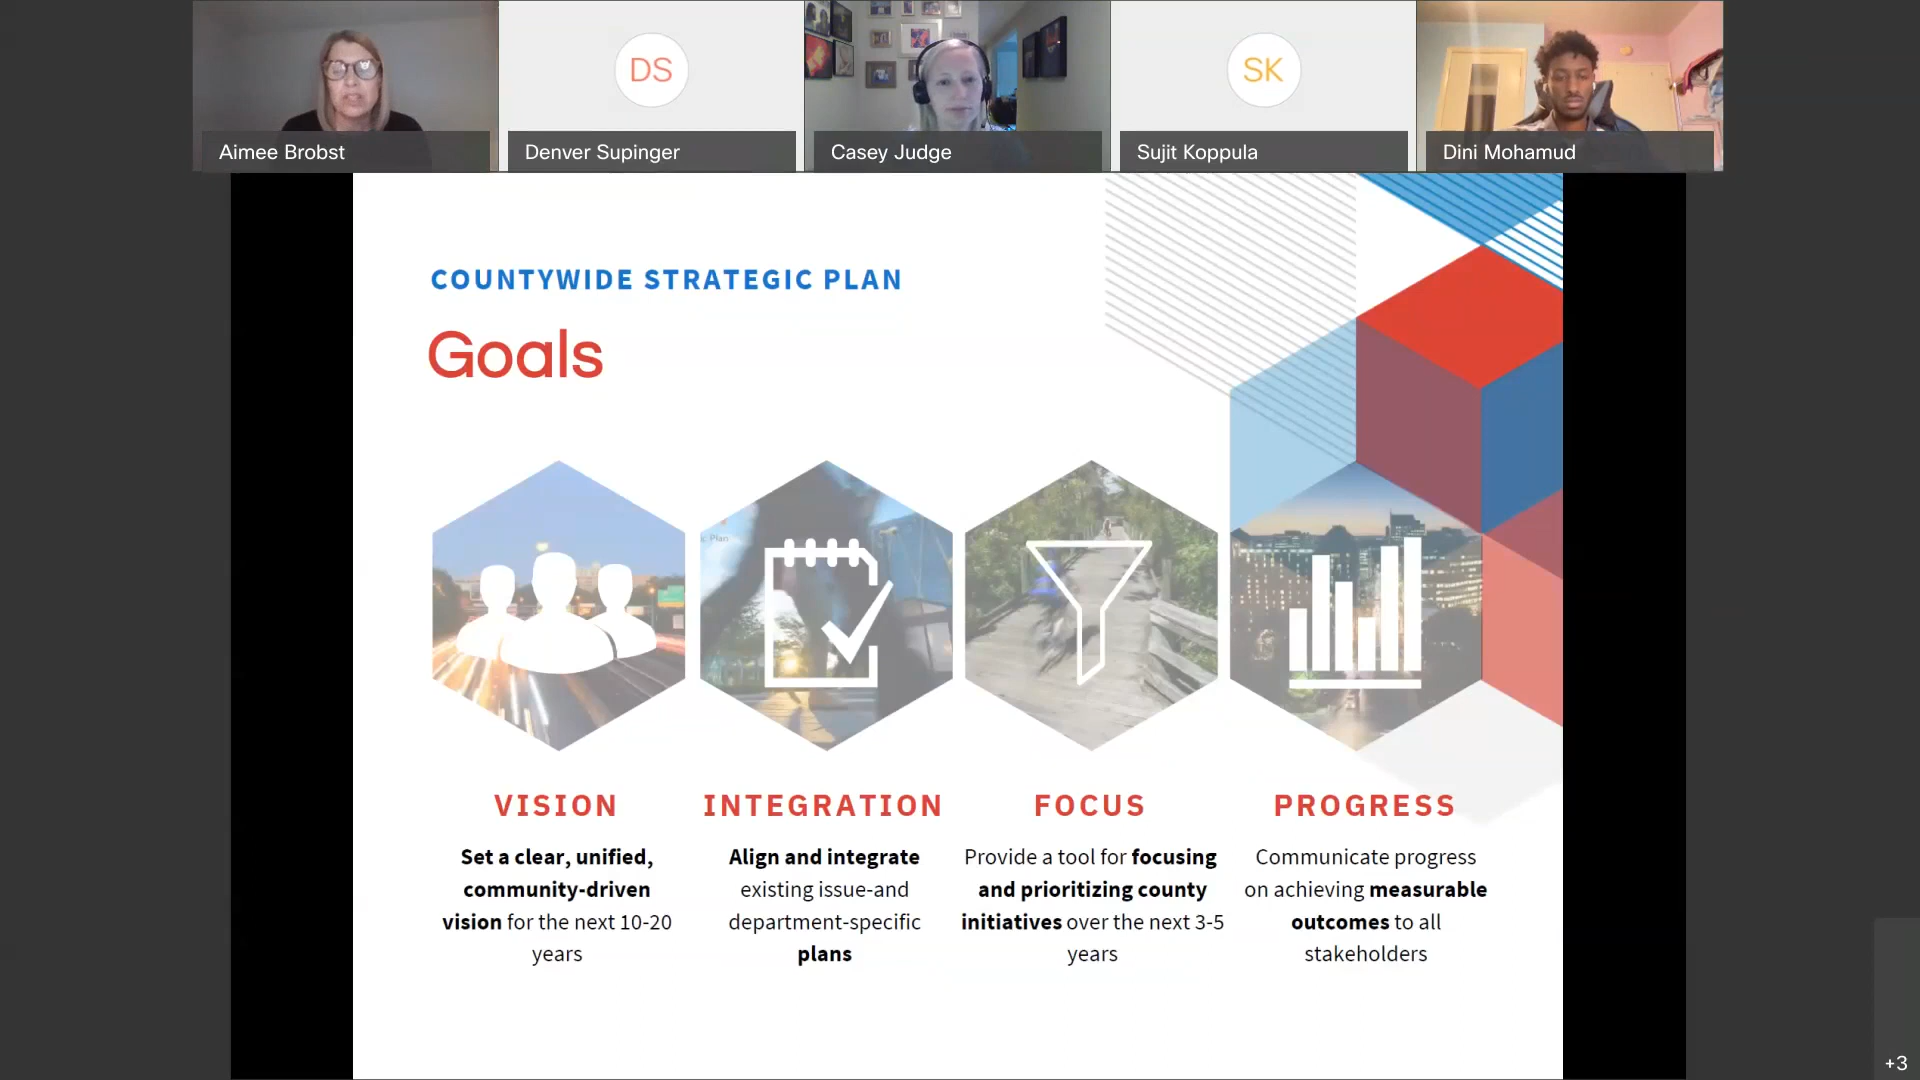 DS
SK
Aimee Brobst
Denver Supinger
Casey Judge
Sujit Koppula
Dini Mohamud
COUNTYWIDE STRATEGIC PLAN
Goals
ic Plan
VISION
Set a clear, unified,
community-driven
vision for the next 10-20
years
INTEGRATION
Align and integrate
existing issue-and
department-specific
plans
FOCUS
Provide a tool for focusing
and prioritizing county
initiatives over the next 3-5
years
PROGRESS
Communicate progress
on achieving measurable
outcomes to all
stakeholders
+3